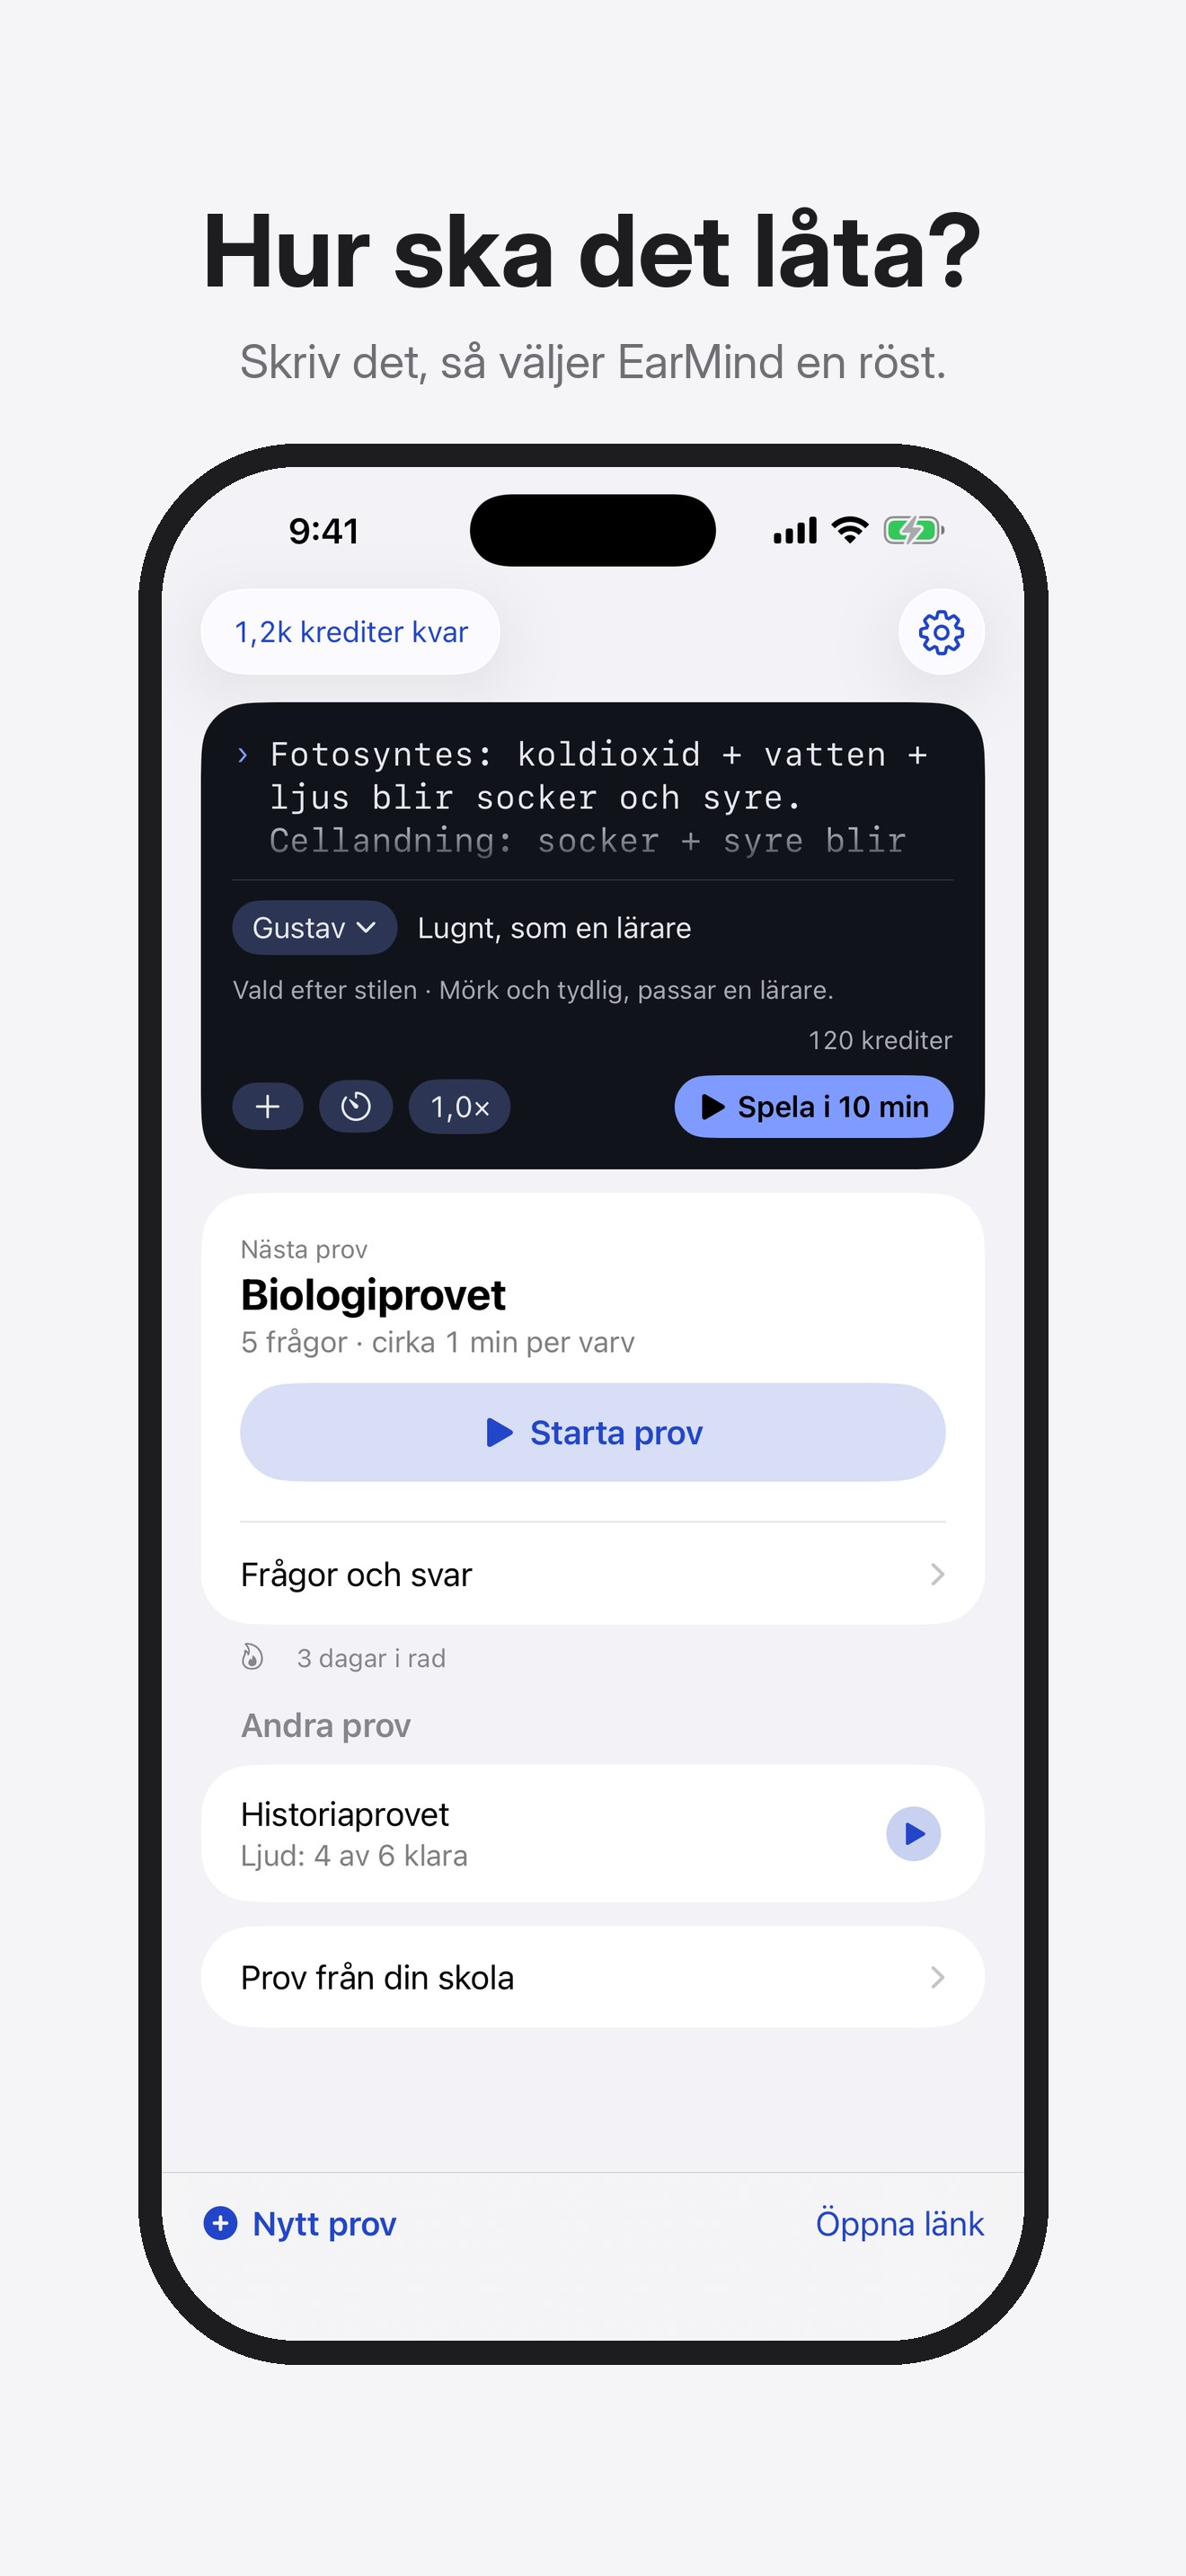 Hur ska det låta?
Skriv det, så väljer EarMind en röst.
9:41
1,2k krediter kvar
› Fotosyntes: koldioxid + vatten +
ljus blir socker och syre.
Cellandning: socker + syre blir
Gustav Lugnt, som en lärare
Vald efter stilen · Mörk och tydlig, passar en lärare.
120 krediter
1,0× Spela i 10 min
Nästa prov
Biologiprovet
5 frågor · cirka 1 min per varv
Starta prov
Frågor och svar
3 dagar i rad
Andra prov
Historiaprovet
Ljud: 4 av 6 klara
Prov från din skola
Nytt prov Öppna länk